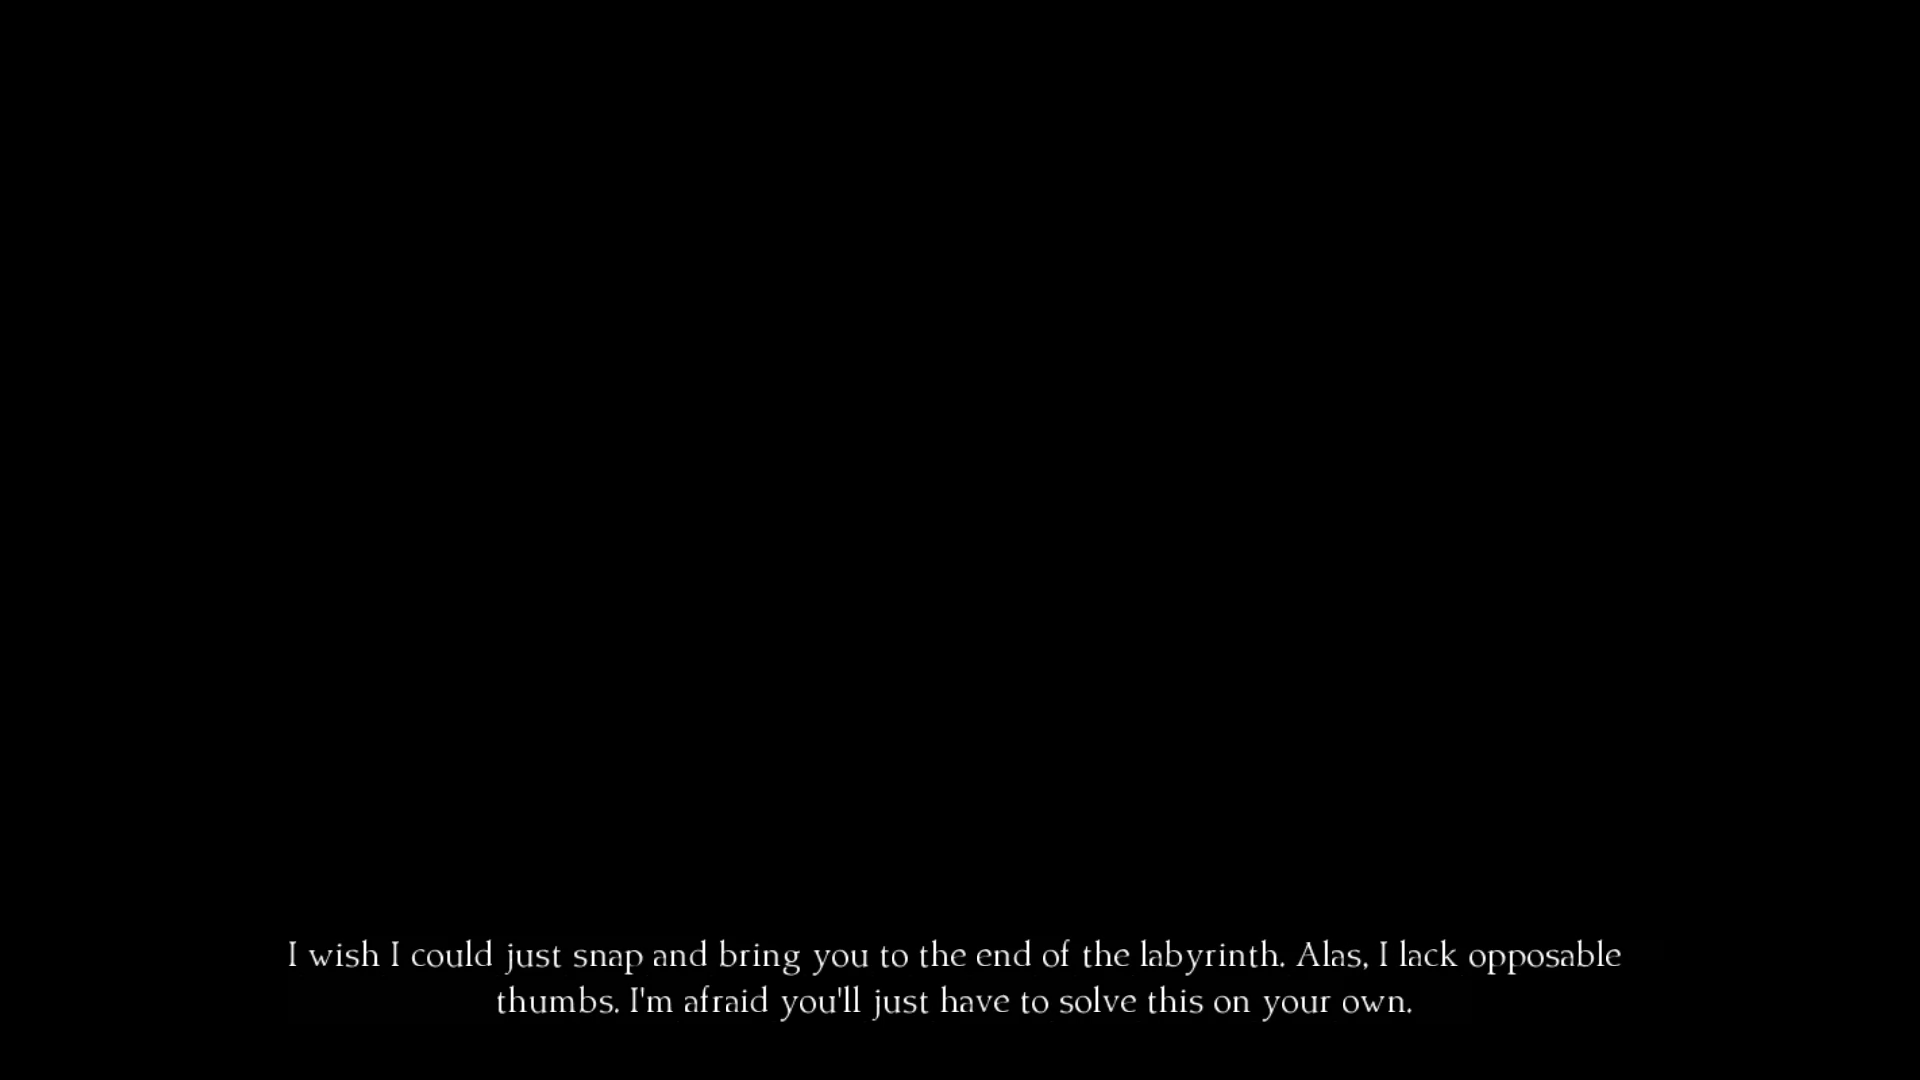 I wish I could just snap and bring you to the end of the labyrinth. Alas, I lack opposable
thumbs. I'm afraid you'll just have to solve this on your own.